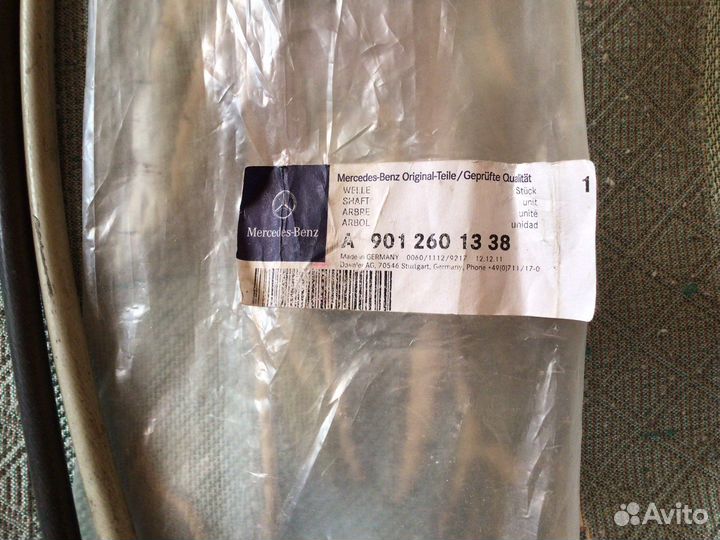 Mercedes-Benz Original-Teile/Geprüfte Qualität
WELLE Stück
SHAFT unit
ARBRE unité
ARBOL unidad
1
Mercedes-Benz
A 901 260 13 38
Made in GERMANY 0060/1112/9217 12.12.11
Daimler AG, 70546 Stuttgart, Germany, Phone +49(0)711/17-0
Avito